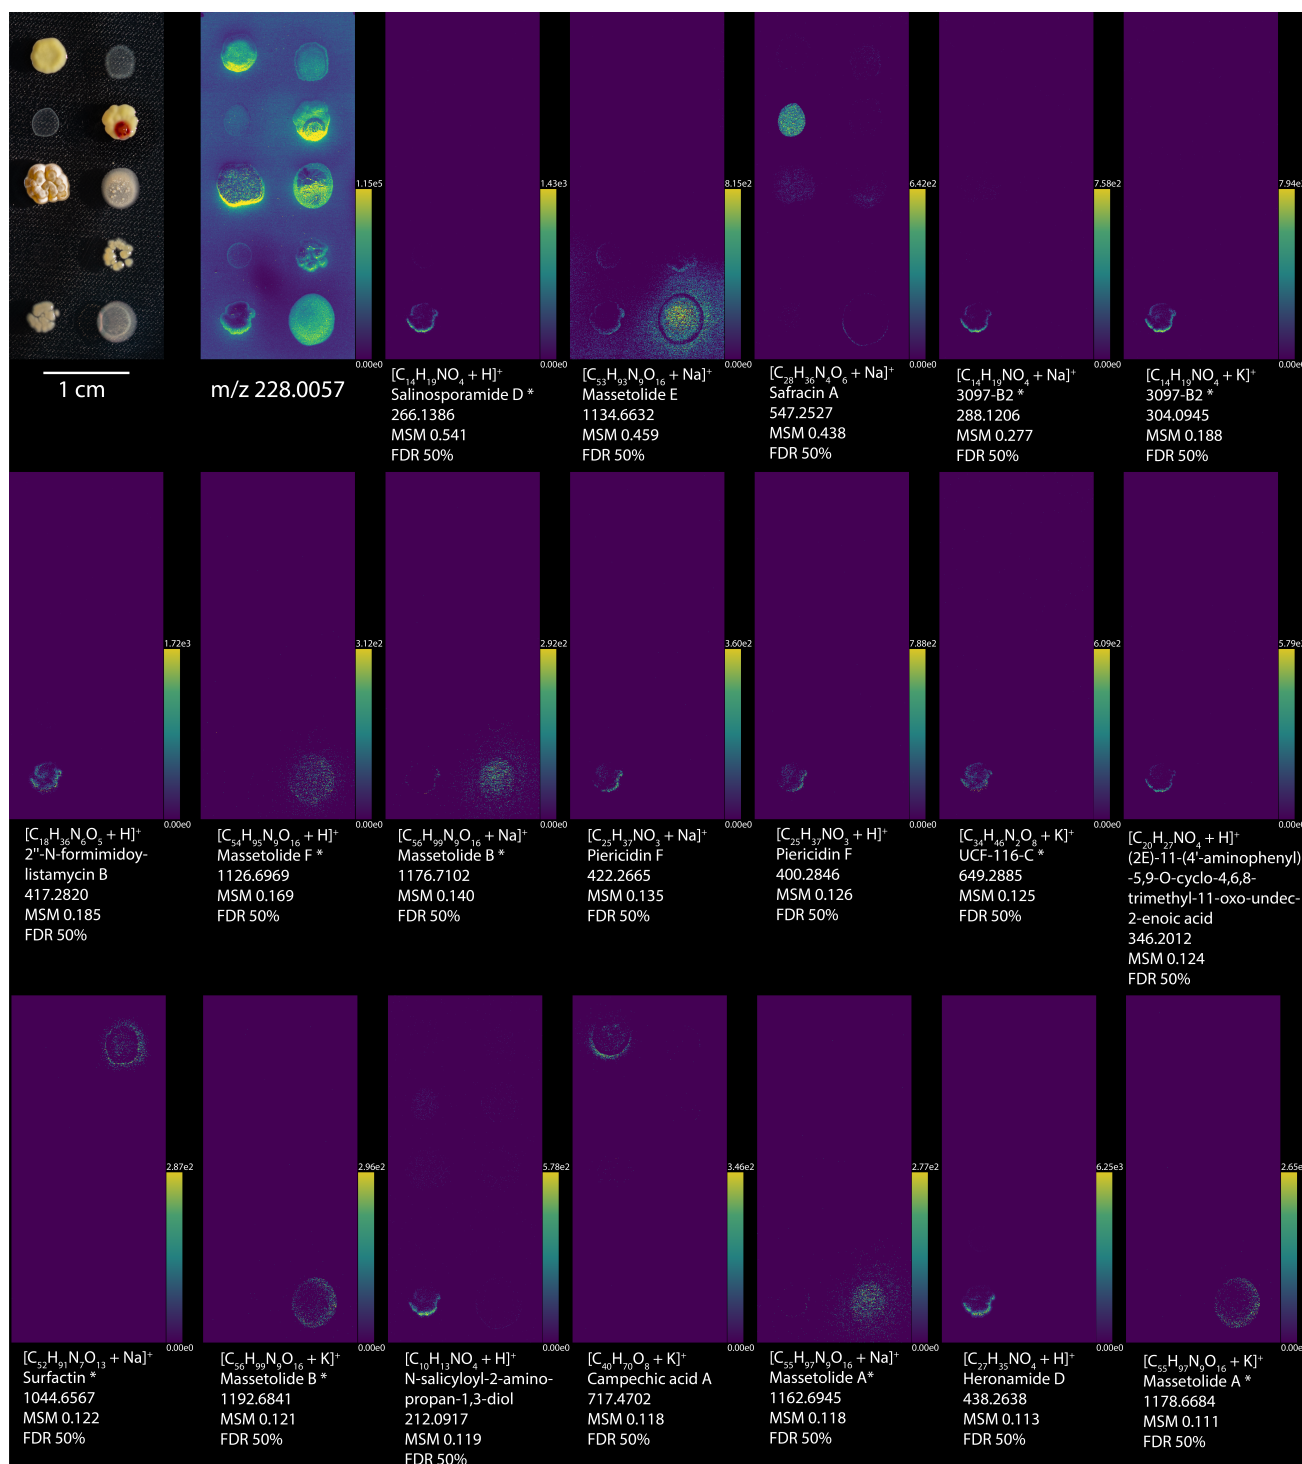 1.15e5
1.43e3
8.15e2
6.42e2
7.58e2
0.00e0
0.00e0
0.00e0
0.00e0
0.00e0
0.00e0
1 cm
m/z 228.0057
[C₁₄H₁₉NO₄ + H]⁺
Salinosporamide D *
266.1386
MSM 0.541
FDR 50%
[C₅₃H₉₃N₉O₁₆ + Na]⁺
Massetolide E
1134.6632
MSM 0.459
FDR 50%
[C₂₈H₃₆N₄O₆ + Na]⁺
Safracin A
547.2527
MSM 0.438
FDR 50%
[C₁₄H₁₉NO₄ + Na]⁺
3097-B2 *
288.1206
MSM 0.277
FDR 50%
[C₁₄H₁₉NO₄ + K]⁺
3097-B2 *
304.0945
MSM 0.188
FDR 50%
1.72e3
3.12e2
2.92e2
3.60e2
7.88e2
6.09e2
0.00e0
0.00e0
0.00e0
0.00e0
0.00e0
0.00e0
0.00e0
[C₁₈H₃₆N₆O₅ + H]⁺
2"-N-formimidoy-
listamycin B
417.2820
MSM 0.185
FDR 50%
[C₅₄H₉₅N₉O₁₆ + H]⁺
Massetolide F *
1126.6969
MSM 0.169
FDR 50%
[C₅₆H₉₉N₉O₁₆ + Na]⁺
Massetolide B *
1176.7102
MSM 0.140
FDR 50%
[C₂₅H₃₇NO₃ + Na]⁺
Piericidin F
422.2665
MSM 0.135
FDR 50%
[C₂₅H₃₇NO₃ + H]⁺
Piericidin F
400.2846
MSM 0.126
FDR 50%
[C₃₄H₄₆N₂O₈ + K]⁺
UCF-116-C *
649.2885
MSM 0.125
FDR 50%
[C₂₀H₂₇NO₄ + H]⁺
(2E)-11-(4'-aminophenyl)
-5,9-O-cyclo-4,6,8-
trimethyl-11-oxo-undec-
2-enoic acid
346.2012
MSM 0.124
FDR 50%
2.87e2
2.96e2
5.78e2
3.46e2
2.77e2
6.25e3
0.00e0
0.00e0
0.00e0
0.00e0
0.00e0
0.00e0
0.00e0
[C₅₂H₉₁N₇O₁₃ + Na]⁺
Surfactin *
1044.6567
MSM 0.122
FDR 50%
[C₅₆H₉₉N₉O₁₆ + K]⁺
Massetolide B *
1192.6841
MSM 0.121
FDR 50%
[C₁₀H₁₃NO₄ + H]⁺
N-salicyloyl-2-amino-
propan-1,3-diol
212.0917
MSM 0.119
FDR 50%
[C₄₀H₇₀O₈ + K]⁺
Campechic acid A
717.4702
MSM 0.118
FDR 50%
[C₅₅H₉₇N₉O₁₆ + Na]⁺
Massetolide A*
1162.6945
MSM 0.118
FDR 50%
[C₂₇H₃₅NO₄ + H]⁺
Heronamide D
438.2638
MSM 0.113
FDR 50%
[C₅₅H₉₇N₉O₁₆ + K]⁺
Massetolide A *
1178.6684
MSM 0.111
FDR 50%